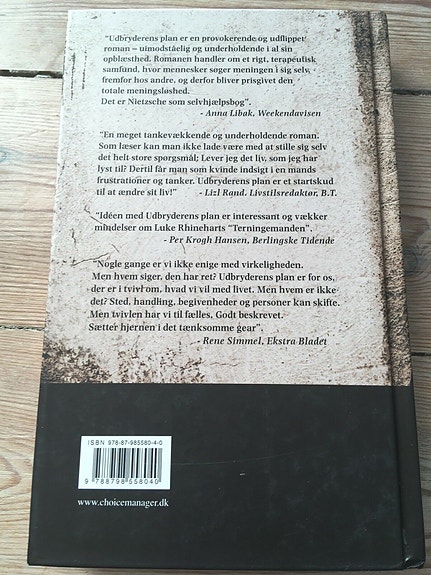 "Udbryderens plan er en provokerende og udflippet
roman – uimodståelig og underholdende i al sin
opblæsthed. Romanen handler om et rigt, terapeutisk
samfund, hvor mennesker søger meningen i sig selv,
fremfor hos andre, og derfor bliver prisgivet den
totale meningsløshed.
Det er Nietzsche som selvhjælpsbog".
- Anna Libak, Weekendavisen
"En meget tankevækkende og underholdende roman.
Som læser kan man ikke lade være med at stille sig selv
det helt store spørgsmål; Lever jeg det liv, som jeg har
lyst til? Dertil får man som kvinde indsigt i en mands
frustrationer og tanker. Udbryderens plan er et startskud
til at ændre sit liv!" - Lizl Rand, Livstilsredaktør, B.T.
"Idéen med Udbryderens plan er interessant og vækker
mindelser om Luke Rhineharts "Terningemanden".
- Per Krogh Hansen, Berlingske Tidende
"Nogle gange er vi ikke enige med virkeligheden.
Men hvem siger, den har ret? Udbryderens plan er for os,
der er i tvivl om, hvad vi vil med livet. Men hvem er ikke
det? Sted, handling, begivenheder og personer kan skifte.
Men tvivlen har vi til fælles, Godt beskrevet.
Sætter hjernen i det tænksomme gear",
- Rene Simmel, Ekstra Bladet
ISBN 978-87-985580-4-0
9 788798 558040
www.choicemanager.dk